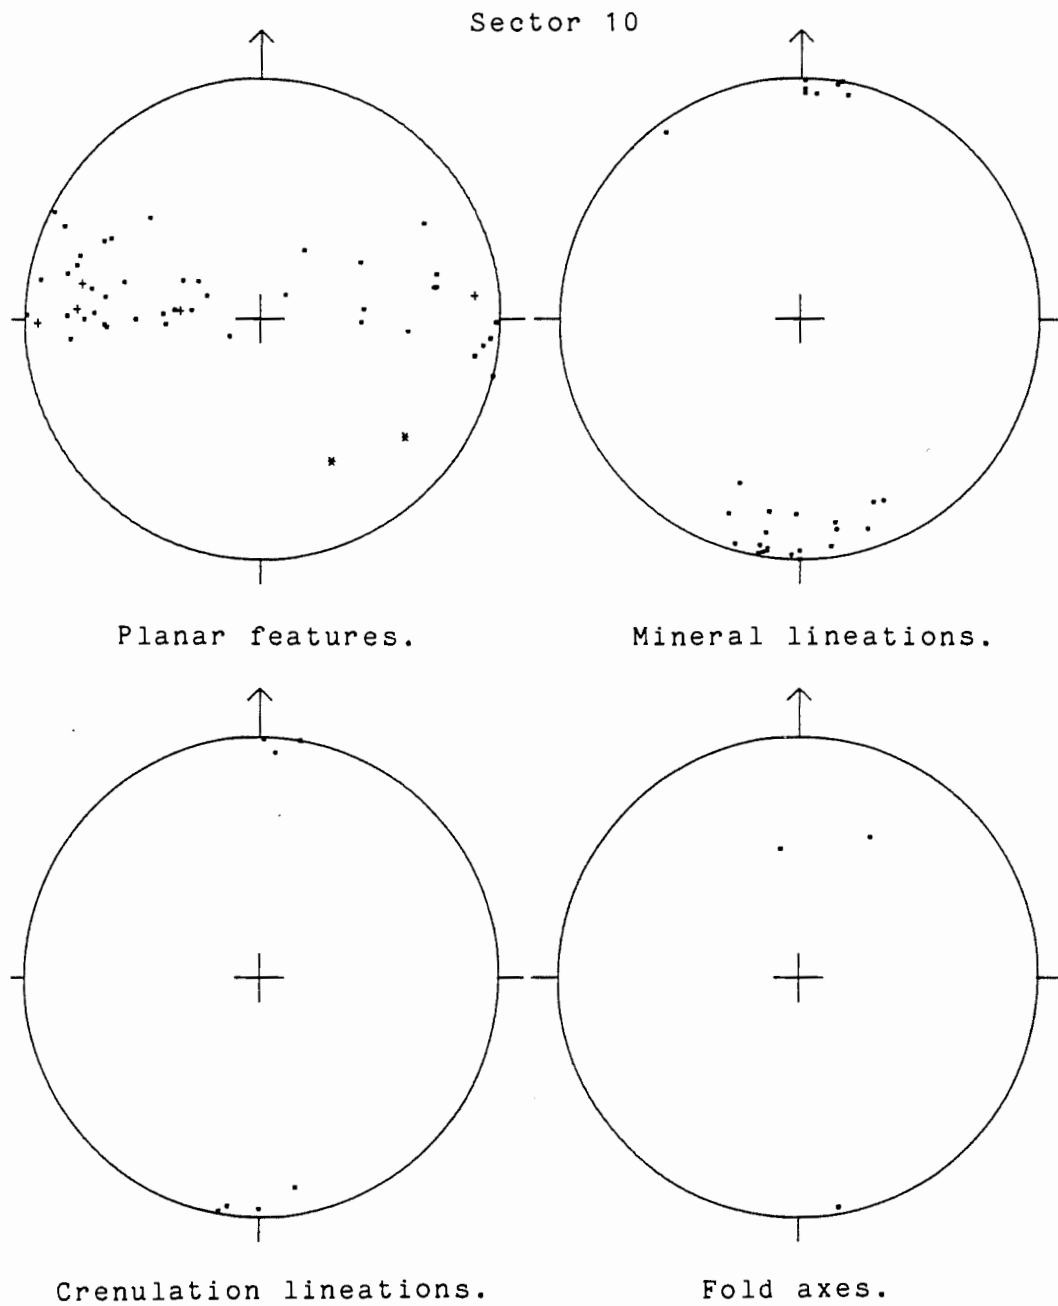 Sector 10
Planar features.
Mineral lineations.
Crenulation lineations.
Fold axes.